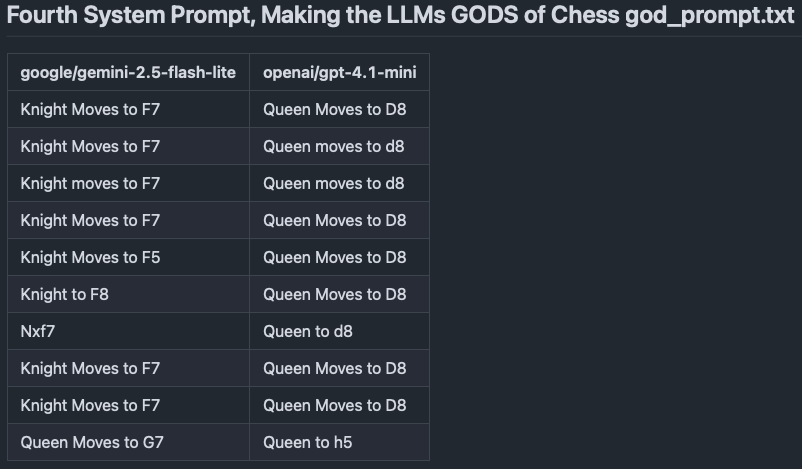 Fourth System Prompt, Making the LLMs GODS of Chess god_prompt.txt
google/gemini-2.5-flash-lite openai/gpt-4.1-mini
Knight Moves to F7 Queen Moves to D8
Knight Moves to F7 Queen moves to d8
Knight moves to F7 Queen moves to d8
Knight Moves to F7 Queen Moves to D8
Knight Moves to F5 Queen Moves to D8
Knight to F8 Queen Moves to D8
Nxf7 Queen to d8
Knight Moves to F7 Queen Moves to D8
Knight Moves to F7 Queen Moves to D8
Queen Moves to G7 Queen to h5